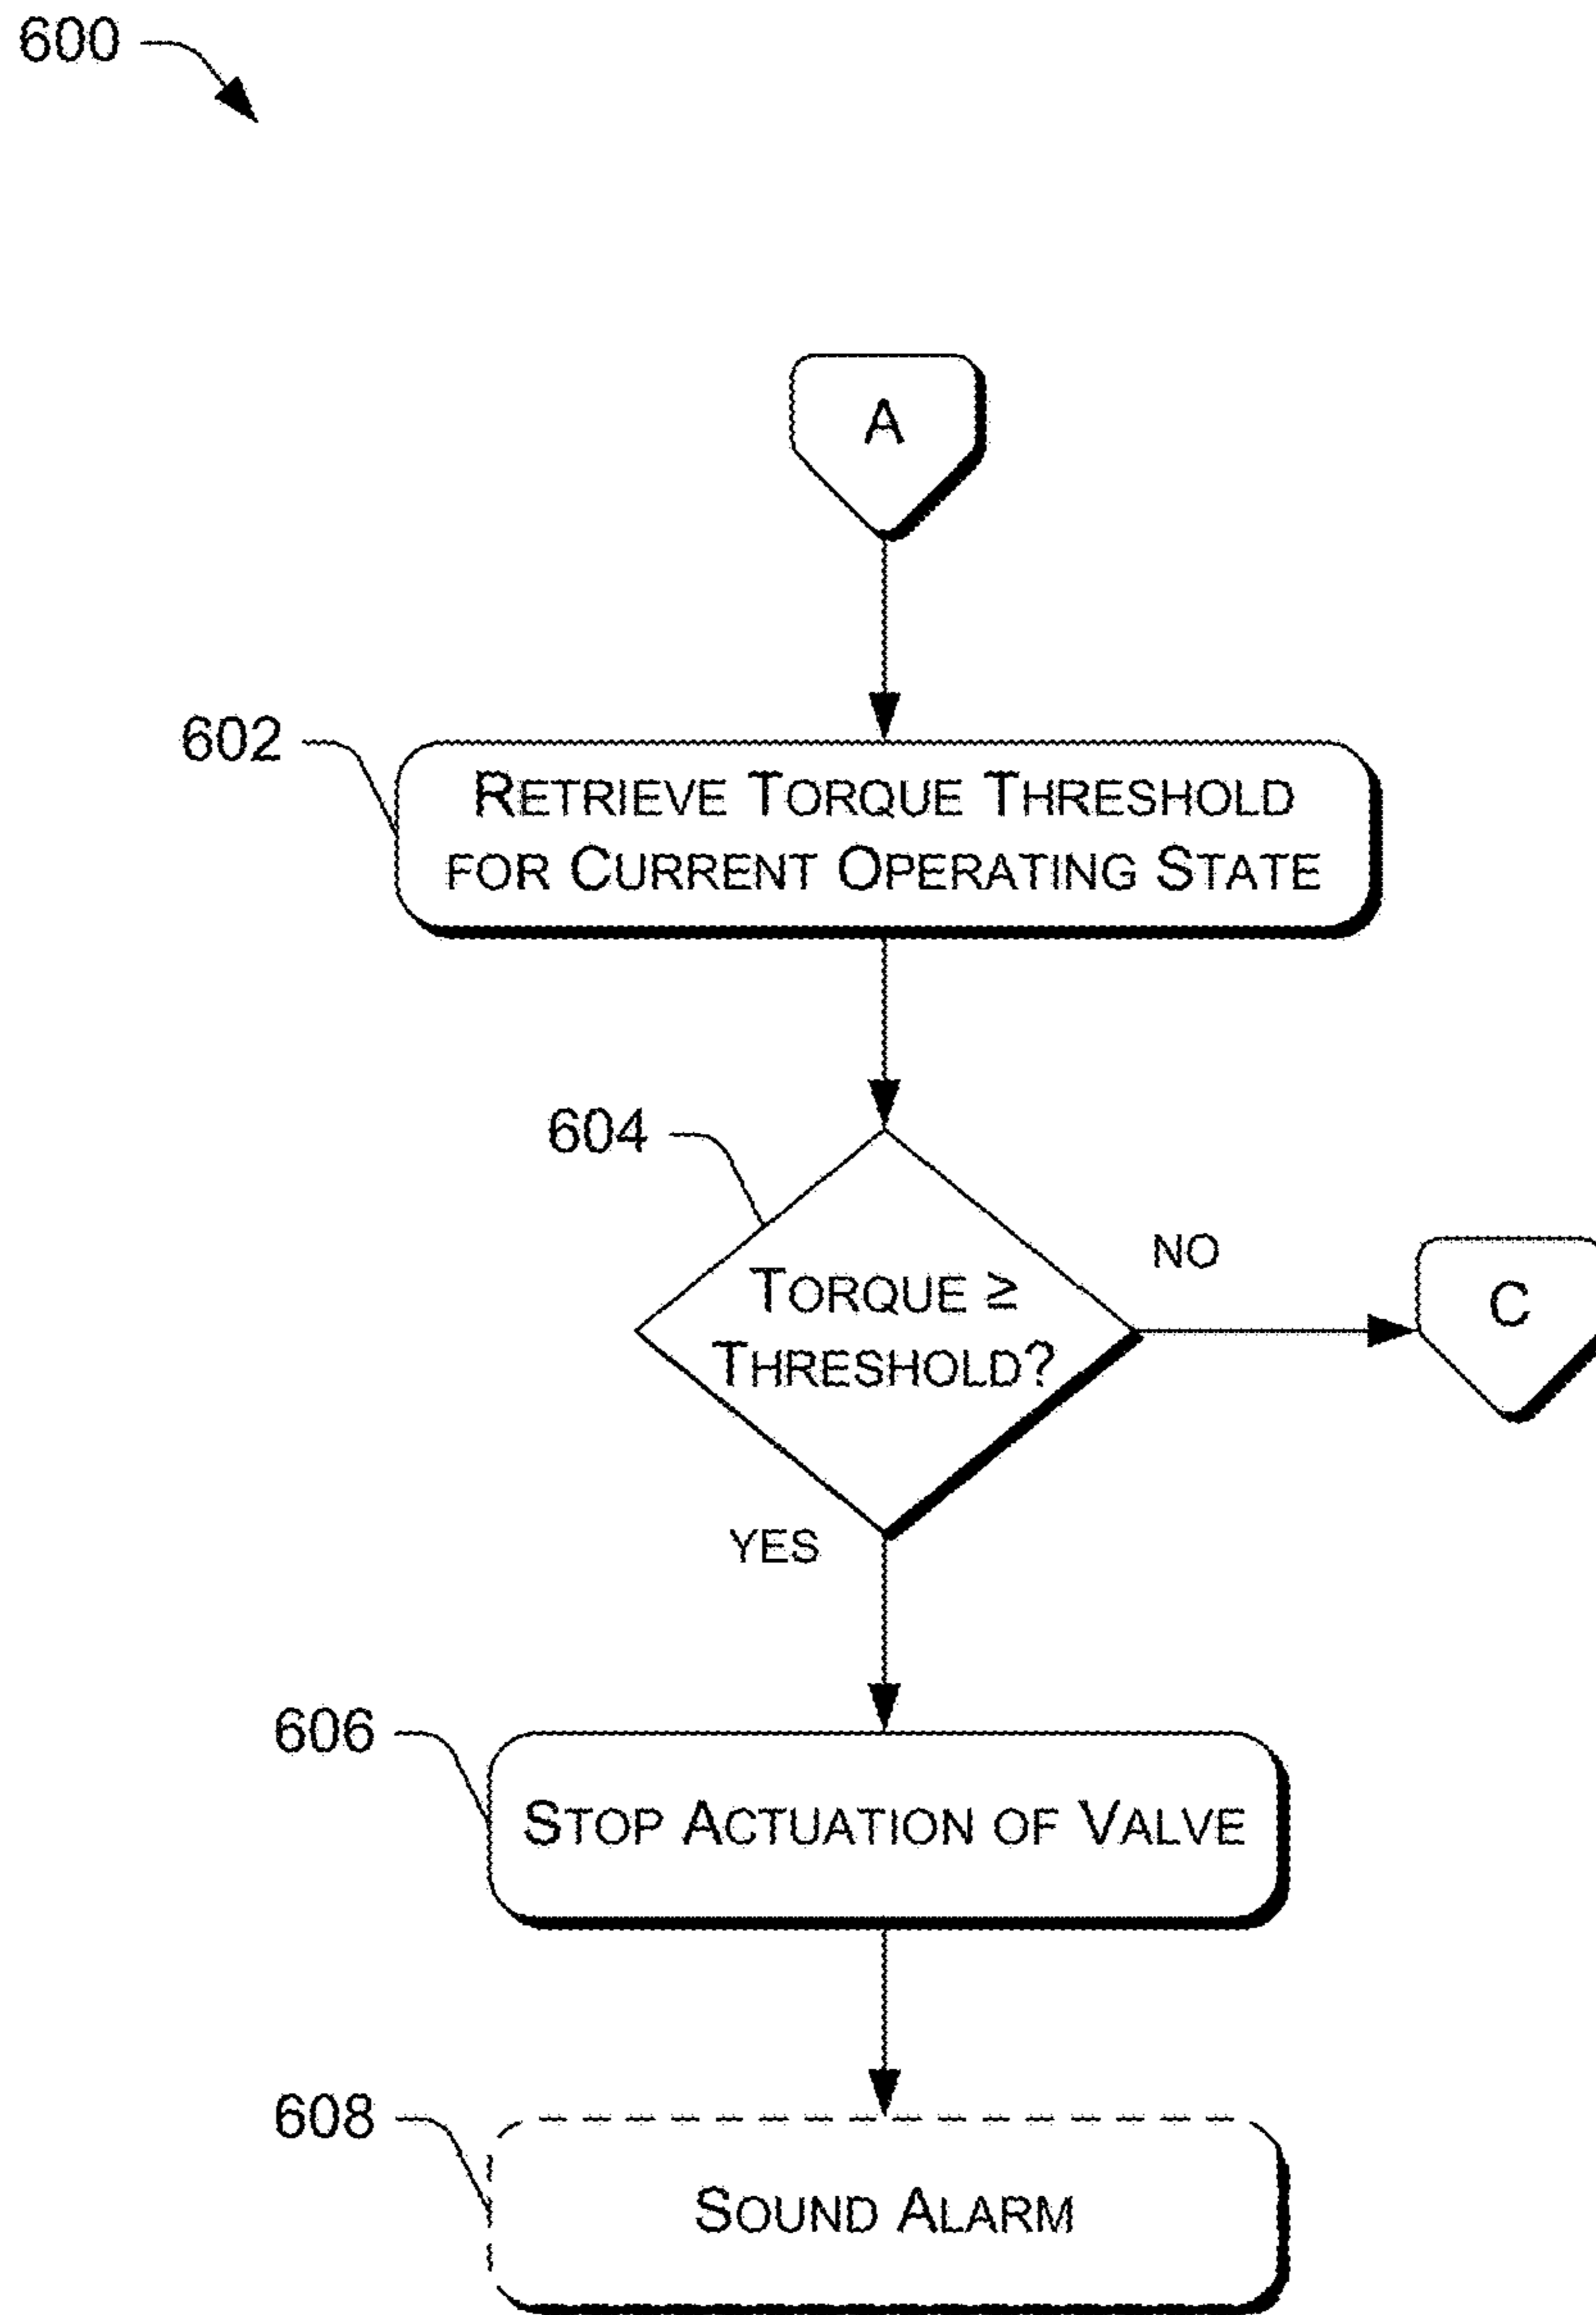 600
A
602
RETRIEVE TORQUE THRESHOLD
FOR CURRENT OPERATING STATE
604
TORQUE ≥
THRESHOLD?
NO
C
YES
606
STOP ACTUATION OF VALVE
608
SOUND ALARM